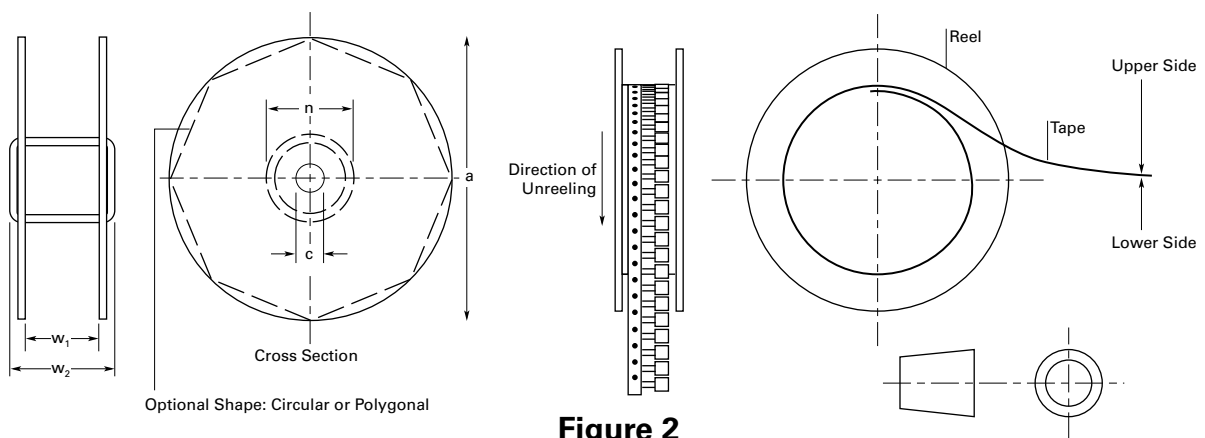 n
a
c
w₁
w₂
Cross Section
Optional Shape: Circular or Polygonal
Direction of
Unreeling
Reel
Upper Side
Tape
Lower Side
Figure 2